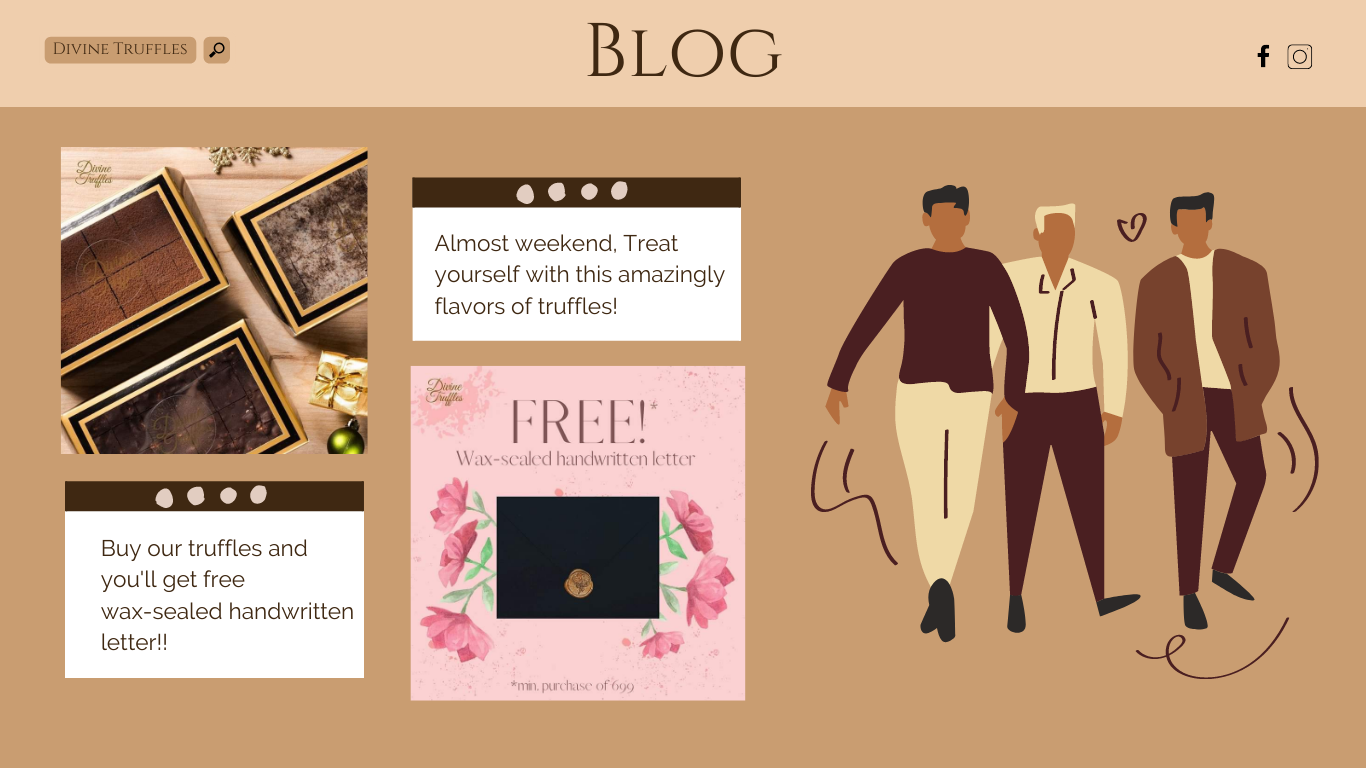 Divine Truffles
Blog
Divine
Truffles
Almost weekend, Treat
yourself with this amazingly
flavors of truffles!
Buy our truffles and
you'll get free
wax-sealed handwritten
letter!!
Divine
Truffles
FREE!*
Wax-sealed handwritten letter
*min. purchase of 699